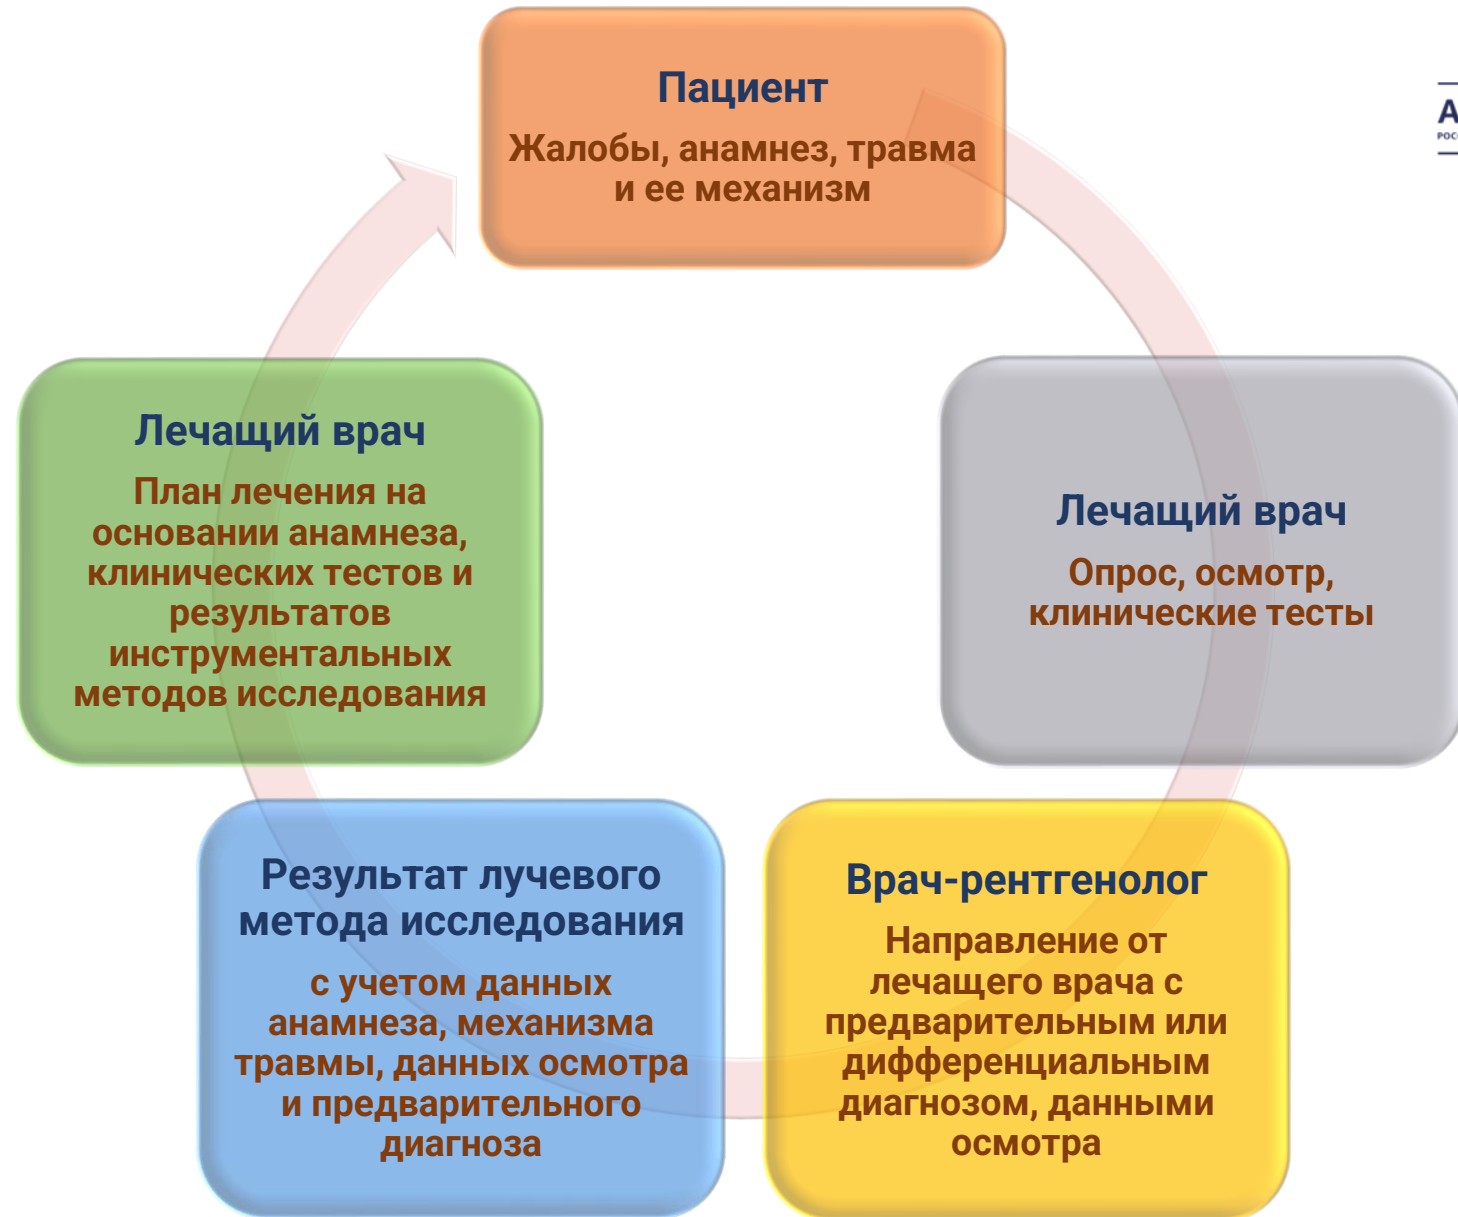 Пациент
Жалобы, анамнез, травма
и ее механизм
Лечащий врач
Опрос, осмотр,
клинические тесты
Врач-рентгенолог
Направление от
лечащего врача с
предварительным или
дифференциальным
диагнозом, данными
осмотра
Результат лучевого
метода исследования
с учетом данных
анамнеза, механизма
травмы, данных осмотра
и предварительного
диагноза
Лечащий врач
План лечения на
основании анамнеза,
клинических тестов и
результатов
инструментальных
методов исследования